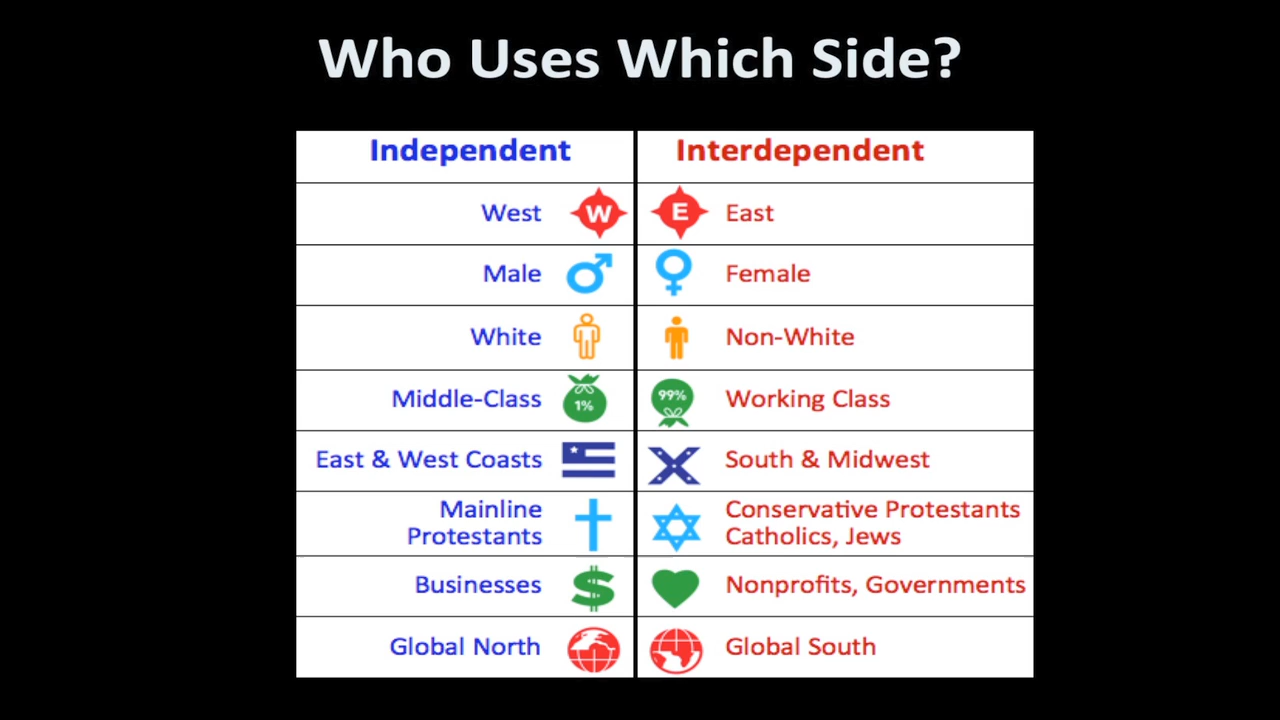 Who Uses Which Side?
Independent
Interdependent
West
W
E
East
Male
Female
White
Non-White
Middle-Class
1%
99%
Working Class
East & West Coasts
South & Midwest
Mainline
Protestants
Conservative Protestants
Catholics, Jews
Businesses
$
Nonprofits, Governments
Global North
Global South